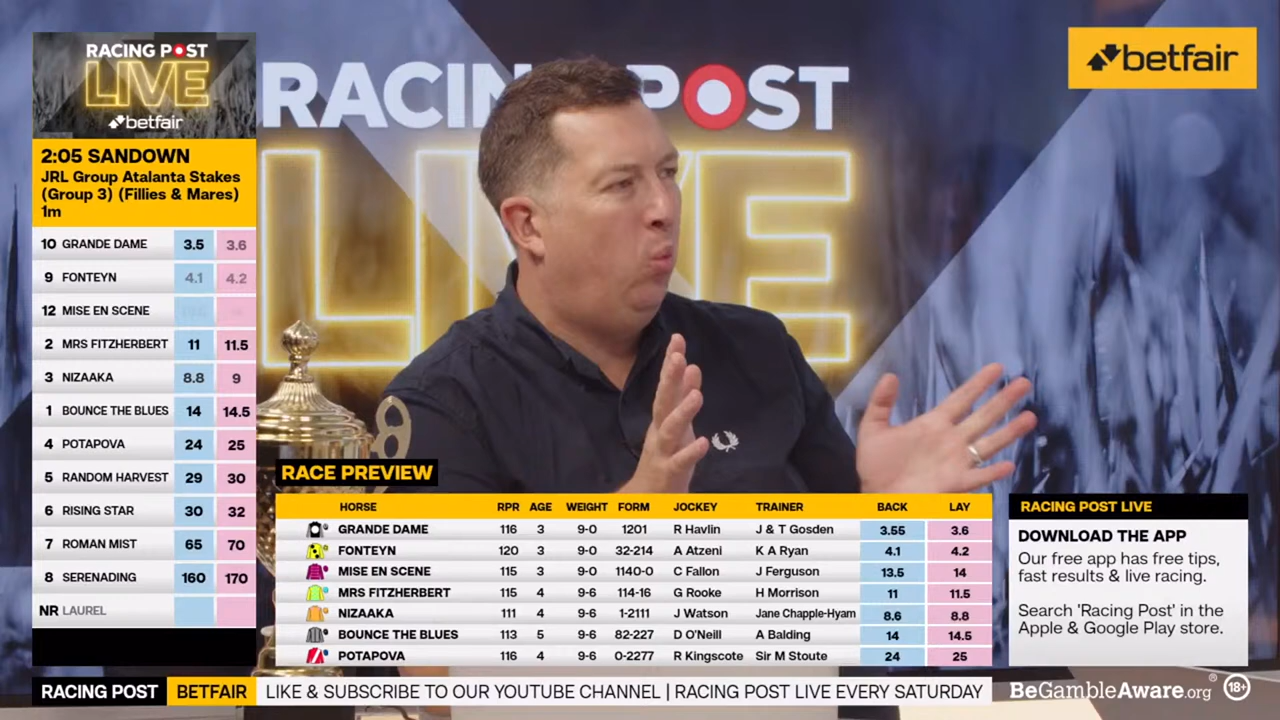 RACING POST
LIVE
betfair
2:05 SANDOWN
JRL Group Atalanta Stakes
(Group 3) (Fillies & Mares)
1m
10 GRANDE DAME 3.5 3.6
9 FONTEYN 4.1 4.2
12 MISE EN SCENE
2 MRS FITZHERBERT 11 11.5
3 NIZAAKA 8.8 9
1 BOUNCE THE BLUES 14 14.5
4 POTAPOVA 24 25
5 RANDOM HARVEST 29 30
6 RISING STAR 30 32
7 ROMAN MIST 65 70
8 SERENADING 160 170
NR LAUREL
RACING POST
LIVE
betfair
8
RACE PREVIEW
HORSE RPR AGE WEIGHT FORM JOCKEY TRAINER BACK LAY
GRANDE DAME 116 3 9-0 1201 R Havlin J & T Gosden 3.55 3.6
FONTEYN 120 3 9-0 32-214 A Atzeni K A Ryan 4.1 4.2
MISE EN SCENE 115 3 9-0 1140-0 C Fallon J Ferguson 13.5 14
MRS FITZHERBERT 115 4 9-6 114-16 G Rooke H Morrison 11 11.5
NIZAAKA 111 4 9-6 1-2111 J Watson Jane Chapple-Hyam 8.6 8.8
BOUNCE THE BLUES 113 5 9-6 82-227 D O'Neill A Balding 14 14.5
POTAPOVA 116 4 9-6 0-2277 R Kingscote Sir M Stoute 24 25
RACING POST LIVE
DOWNLOAD THE APP
Our free app has free tips,
fast results & live racing.
Search 'Racing Post' in the
Apple & Google Play store.
RACING POST BETFAIR LIKE & SUBSCRIBE TO OUR YOUTUBE CHANNEL | RACING POST LIVE EVERY SATURDAY BeGambleAware.org® 18+